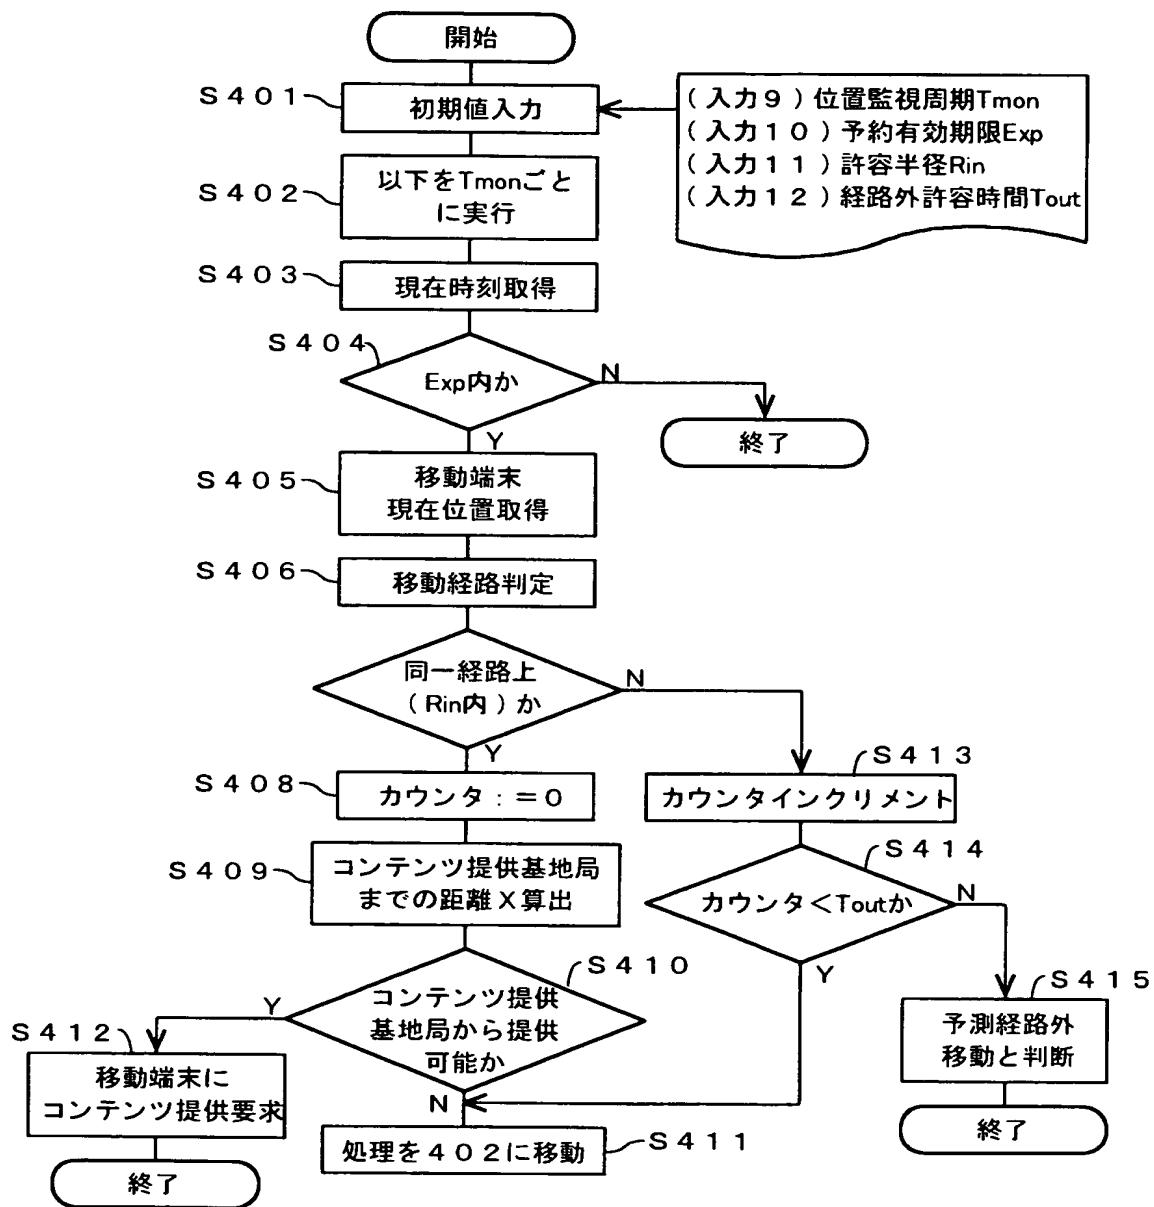 開始
S401
初期値入力
(入力9)位置監視周期Tmon
(入力10)予約有効期限Exp
(入力11)許容半径Rin
(入力12)経路外許容時間Tout
S402
以下をTmonごと
に実行
S403
現在時刻取得
S404
Exp内か
N
Y
終了
S405
移動端末
現在位置取得
S406
移動経路判定
同一経路上
(Rin内)か
N
Y
S408
カウンタ:=0
S413
カウンタインクリメント
S409
コンテンツ提供基地局
までの距離X算出
S414
カウンタ<Toutか
N
Y
S410
コンテンツ提供
基地局から提供
可能か
Y
N
S412
移動端末に
コンテンツ提供要求
終了
S411
処理を402に移動
S415
予測経路外
移動と判断
終了